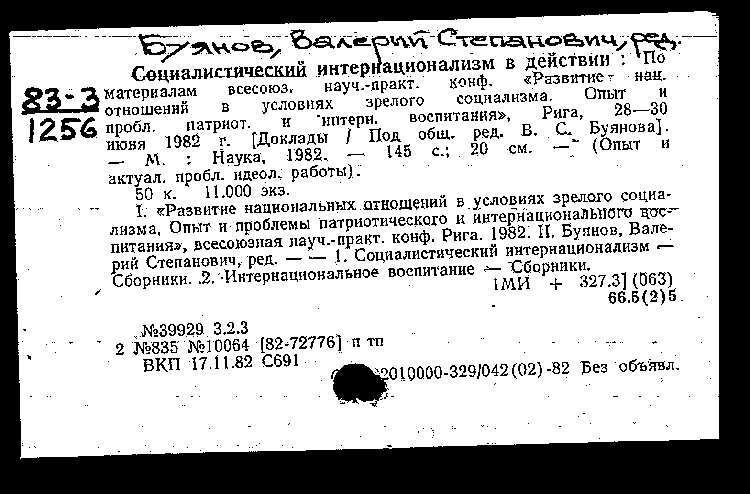 Буянов, Валерий Степанович, ред.
Социалистический интернационализм в действии : По
83-3
материалам всесоюз. науч.-практ. конф. «Развитие нац.
отношений в условиях зрелого социализма. Опыт и
1256
пробл. патриот. и интерн. воспитания», Рига, 28—30
июня 1982 г. [Доклады / Под общ. ред. В. С. Буянова].
— М. : Наука, 1982. — 145 с.; 20 см. — (Опыт и
актуал. пробл. идеол. работы).
50 к. 11.000 экз.
I. «Развитие национальных отношений в условиях зрелого социа-
лизма. Опыт и проблемы патриотического и интернационального вос-
питания», всесоюзная науч.-практ. конф. Рига. 1982. II. Буянов, Вале-
рий Степанович, ред. — — 1. Социалистический интернационализм —
Сборники. 2. Интернациональное воспитание — Сборники.
1МИ + 327.3] (063)
66.5(2)5
№39929 3.2.3
2 №835 №10064 [82-72776] п тп
ВКП 17.11.82 С691
2010000-329/042(02)-82 Без объявл.